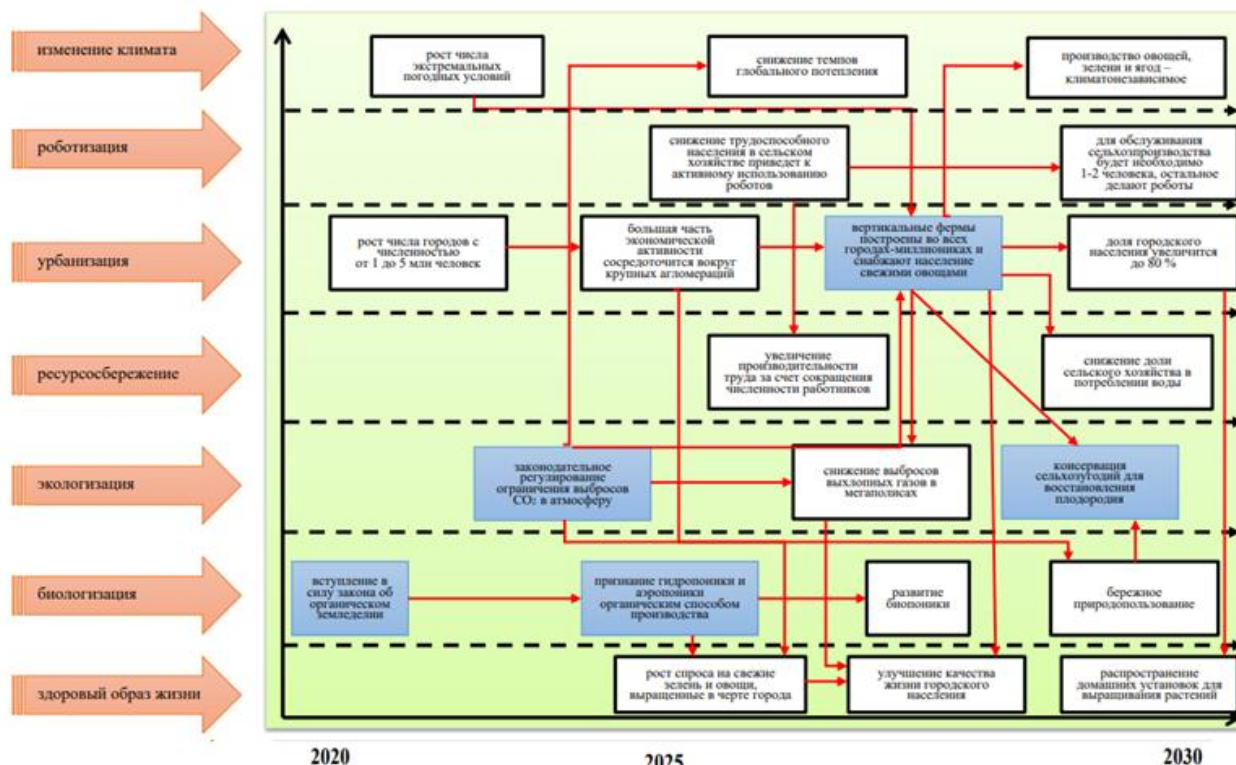 изменение климата
рост числа
экстремальных
погодных условий
снижение темпов
глобального потепления
производство овощей,
зелени и ягод –
климатонезависимое
роботизация
снижение трудоспособного
населения в сельском
хозяйстве приведет к
активному использованию
роботов
для обслуживания
сельхозпроизводства
будет необходимо
1-2 человека, остальное
делают роботы
урбанизация
рост числа городов с
численностью
от 1 до 5 млн человек
большая часть
экономической
активности
сосредоточится вокруг
крупных агломераций
вертикальные фермы
построены во всех
городах-миллиониках и
снабжают население
свежими овощами
доля городского
населения увеличится
до 80 %
ресурсосбережение
увеличение
производительности
труда за счет сокращения
численности работников
снижение доли
сельского хозяйства в
потреблении воды
экологизация
законодательное
регулирование
ограничения выбросов
CO₂ в атмосферу
снижение выбросов
выхлопных газов в
мегаполисах
консервация
сельхозугодий для
восстановления
плодородия
биологизация
вступление в
силу закона об
органическом
земледелии
признание гидропоники и
аэропоники
органическим способом
производства
развитие
биопоники
бережное
природопользование
здоровый образ жизни
рост спроса на свежие
зелень и овощи,
выращенные в черте города
улучшение качества
жизни городского
населения
распространение
домашних установок для
выращивания растений
2020
2025
2030